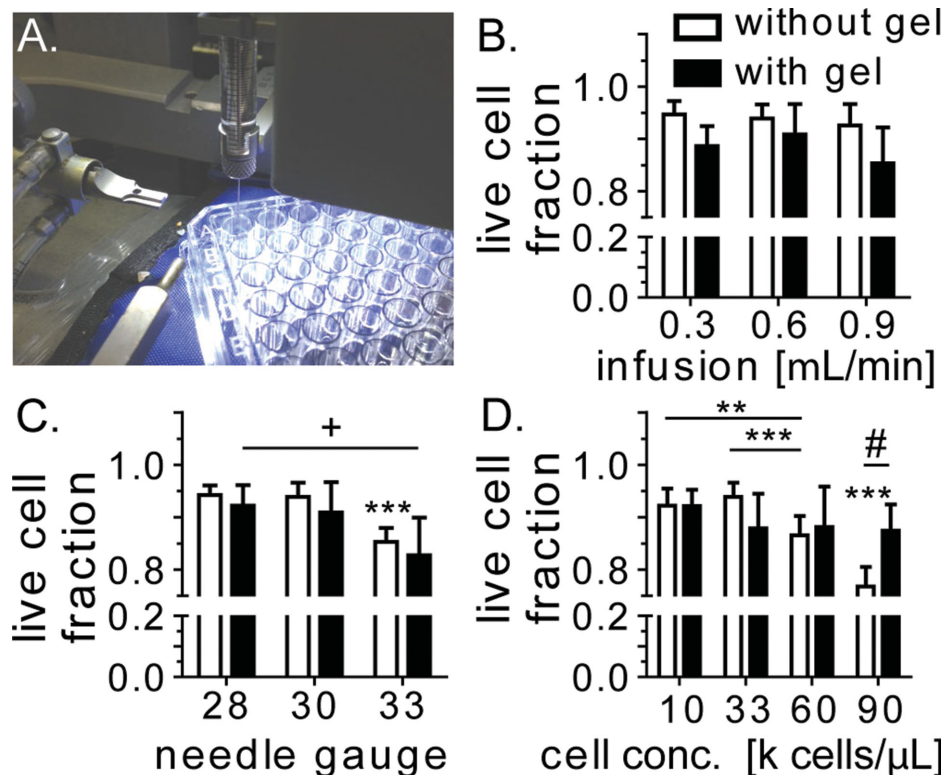 A.
B.
without gel
with gel
live cell
fraction
1.0
0.8
0.2
0.0
0.3 0.6 0.9
infusion [mL/min]
C.
+
***
live cell
fraction
1.0
0.8
0.2
0.0
28 30 33
needle gauge
D.
**
***
#
***
live cell
fraction
1.0
0.8
0.2
0.0
10 33 60 90
cell conc. [k cells/µL]